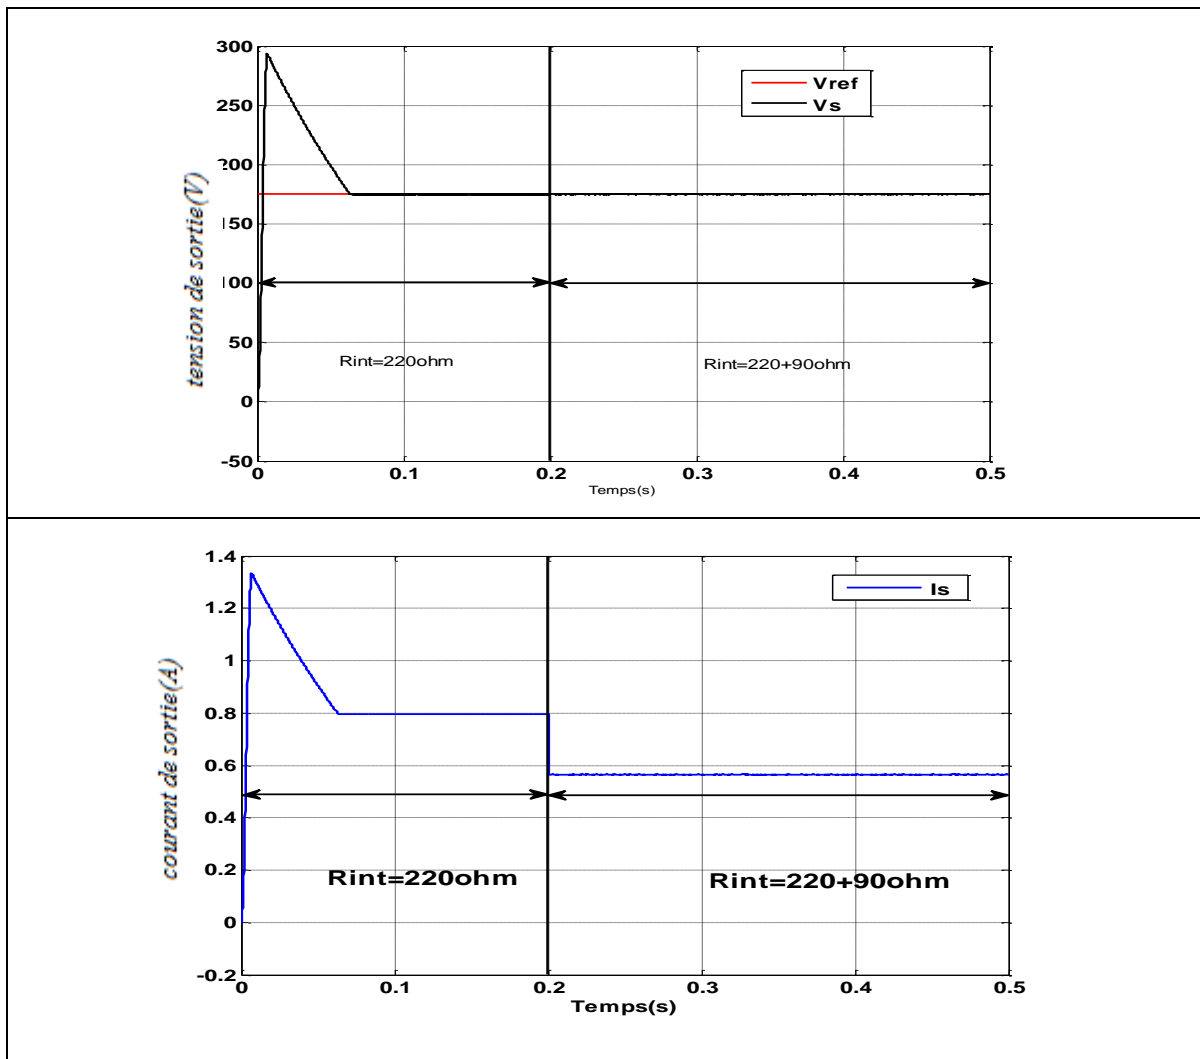 300
Vref
Vs
250
200
150
100
50
0
-50
tension de sortie(V)
Rint=220ohm
Rint=220+90ohm
0 0.1 0.2 0.3 0.4 0.5
Temps(s)
1.4
Is
1.2
1
0.8
0.6
0.4
0.2
0
-0.2
courant de sortie(A)
Rint=220ohm
Rint=220+90ohm
0 0.1 0.2 0.3 0.4 0.5
Temps(s)